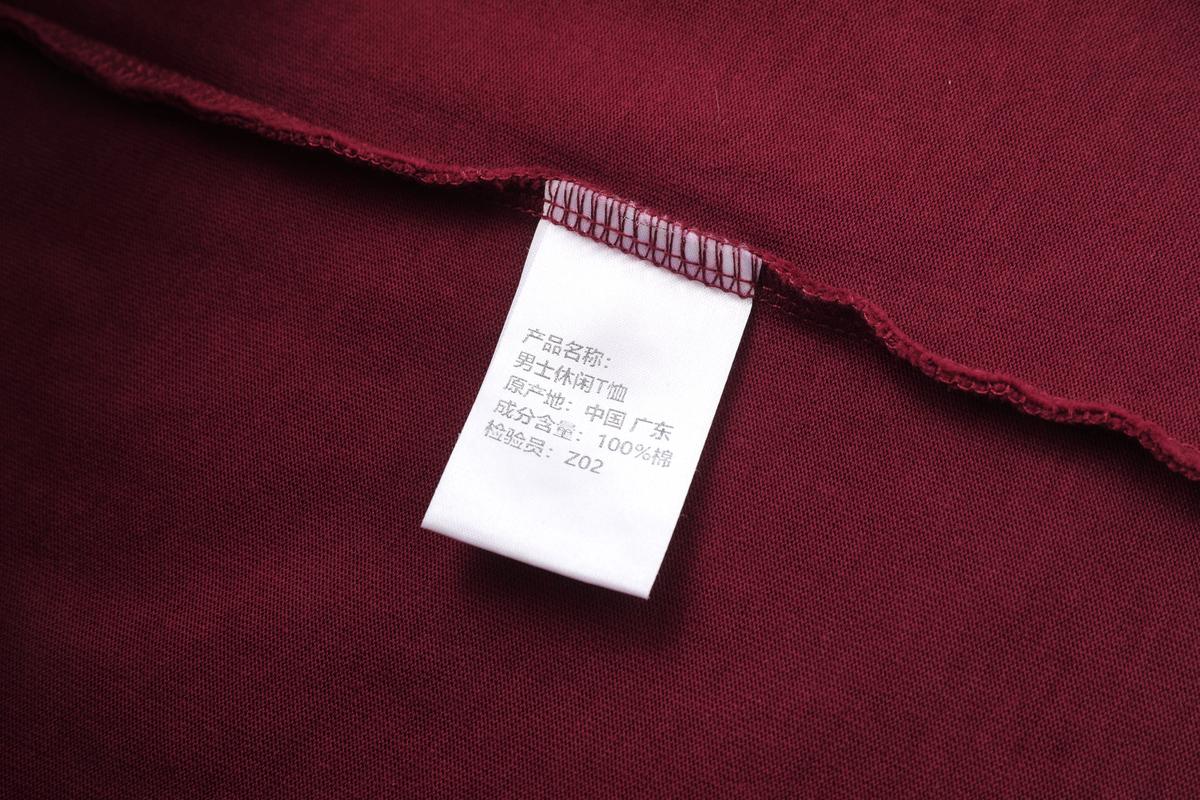 产品名称:
男士休闲T恤
原产地: 中国 广东
成分含量: 100%棉
检验员: Z02